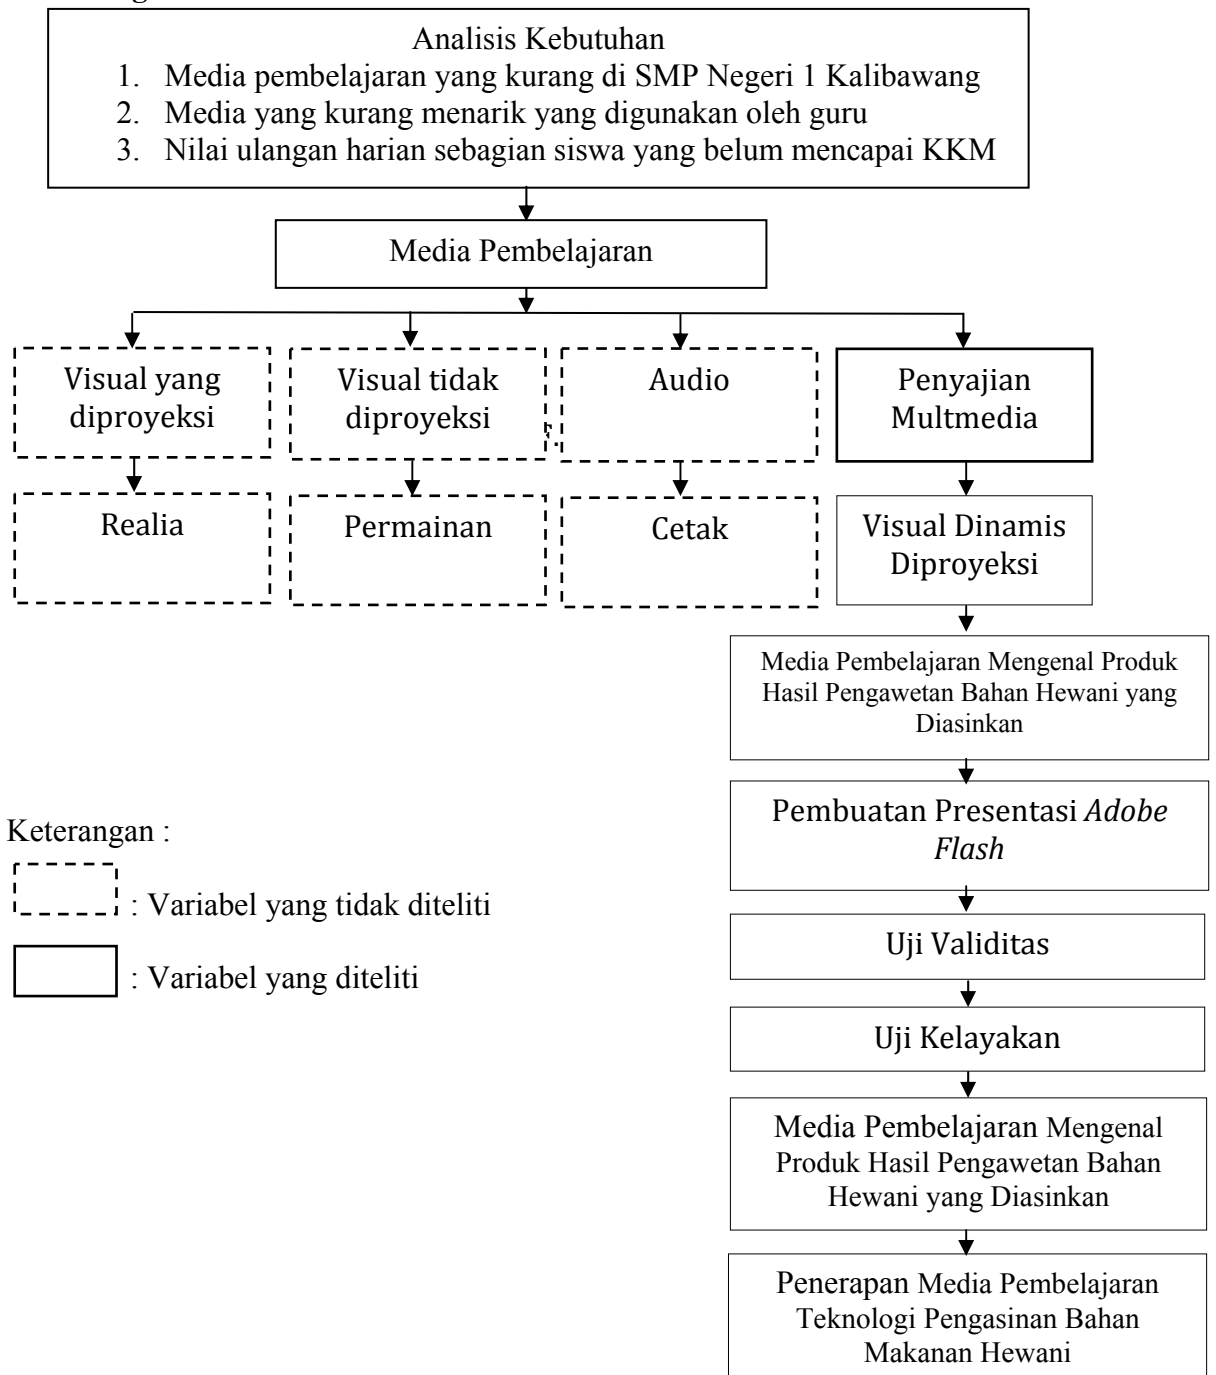 Analisis Kebutuhan
1. Media pembelajaran yang kurang di SMP Negeri 1 Kalibawang
2. Media yang kurang menarik yang digunakan oleh guru
3. Nilai ulangan harian sebagian siswa yang belum mencapai KKM
Media Pembelajaran
Visual yang
diproyeksi
Visual tidak
diproyeksi
Audio
Penyajian
Multmedia
Realia
Permainan
Cetak
Visual Dinamis
Diproyeksi
Media Pembelajaran Mengenal Produk
Hasil Pengawetan Bahan Hewani yang
Diasinkan
Pembuatan Presentasi Adobe
Flash
Keterangan :
: Variabel yang tidak diteliti
: Variabel yang diteliti
Uji Validitas
Uji Kelayakan
Media Pembelajaran Mengenal
Produk Hasil Pengawetan Bahan
Hewani yang Diasinkan
Penerapan Media Pembelajaran
Teknologi Pengasinan Bahan
Makanan Hewani